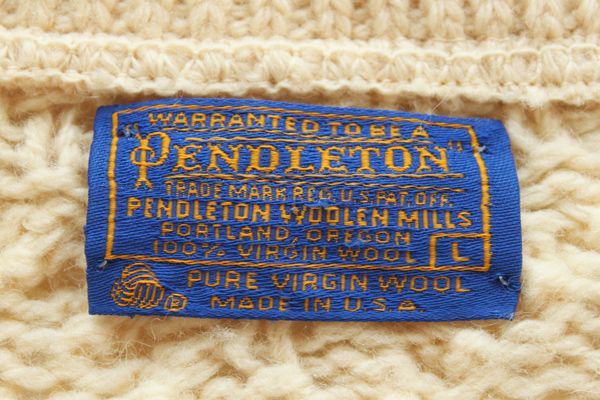 WARRANTED TO BE A
"PENDLETON"
TRADE MARK REG. U.S. PAT. OFF.
PENDLETON WOOLEN MILLS
PORTLAND, OREGON
100% VIRGIN WOOL L
PURE VIRGIN WOOL
® MADE IN U.S.A.